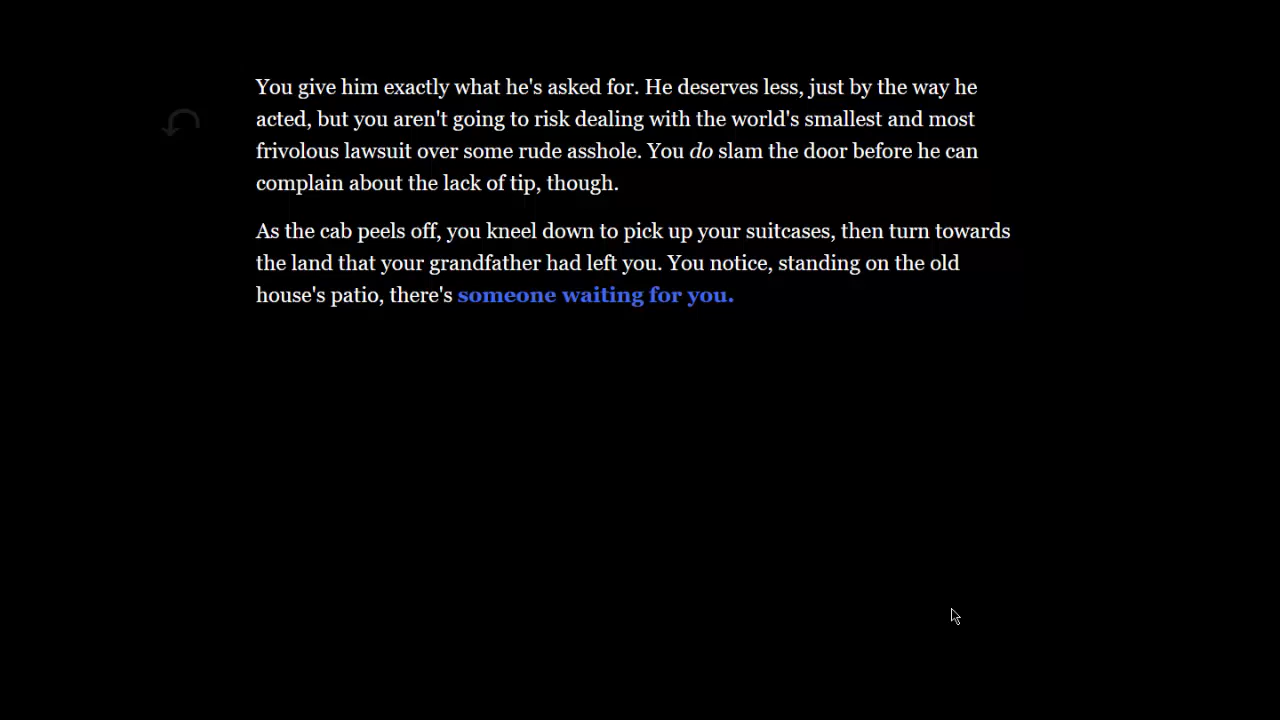 You give him exactly what he's asked for. He deserves less, just by the way he
acted, but you aren't going to risk dealing with the world's smallest and most
frivolous lawsuit over some rude asshole. You do slam the door before he can
complain about the lack of tip, though.
As the cab peels off, you kneel down to pick up your suitcases, then turn towards
the land that your grandfather had left you. You notice, standing on the old
house's patio, there's someone waiting for you.